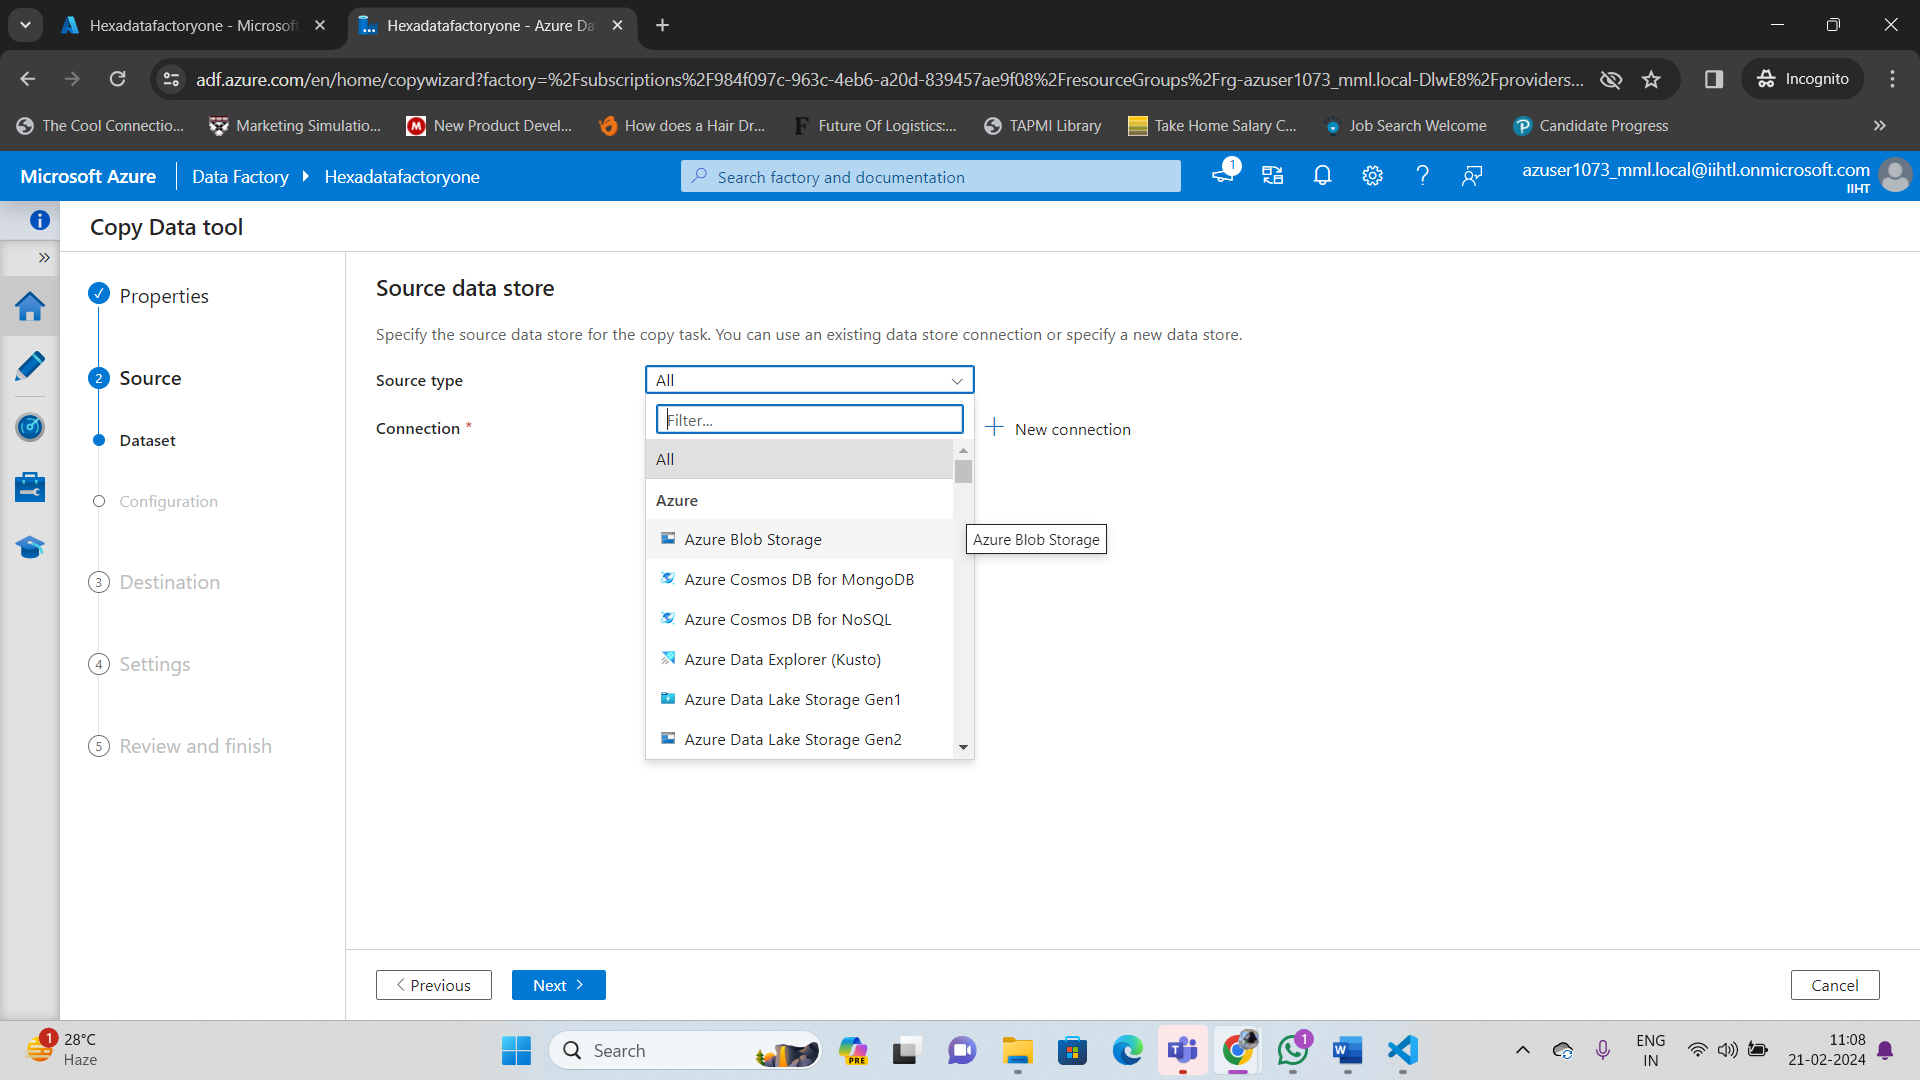 Hexadatafactoryone - Microsof
Hexadatafactoryone - Azure Da
adf.azure.com/en/home/copywizard?factory=%2Fsubscriptions%2F984f097c-963c-4eb6-a20d-839457ae9f08%2FresourceGroups%2Frg-azuser1073_mml.local-DlwE8%2Fproviders...
Incognito
The Cool Connectio...
Marketing Simulatio...
New Product Devel...
How does a Hair Dr...
Future Of Logistics:...
TAPMI Library
Take Home Salary C...
Job Search Welcome
Candidate Progress
Microsoft Azure
Data Factory
Hexadatafactoryone
Search factory and documentation
1
azuser1073_mml.local@iihtl.onmicrosoft.com
IIHT
Copy Data tool
Properties
2 Source
Dataset
Configuration
3 Destination
4 Settings
5 Review and finish
Source data store
Specify the source data store for the copy task. You can use an existing data store connection or specify a new data store.
Source type
All
Connection *
Filter...
New connection
All
Azure
Azure Blob Storage
Azure Blob Storage
Azure Cosmos DB for MongoDB
Azure Cosmos DB for NoSQL
Azure Data Explorer (Kusto)
Azure Data Lake Storage Gen1
Azure Data Lake Storage Gen2
Previous
Next
Cancel
1
28°C
Haze
Search
PRE
1
ENG
IN
11:08
21-02-2024